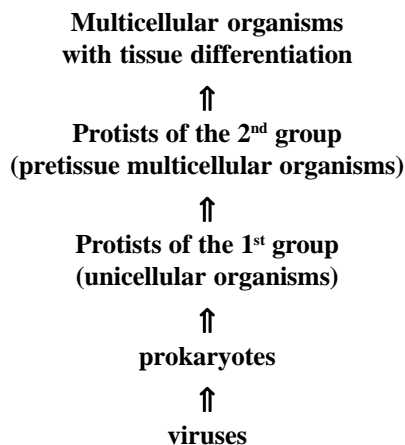 Multicellular organisms
with tissue differentiation
⇑
Protists of the 2nd group
(pretissue multicellular organisms)
⇑
Protists of the 1st group
(unicellular organisms)
⇑
prokaryotes
⇑
viruses